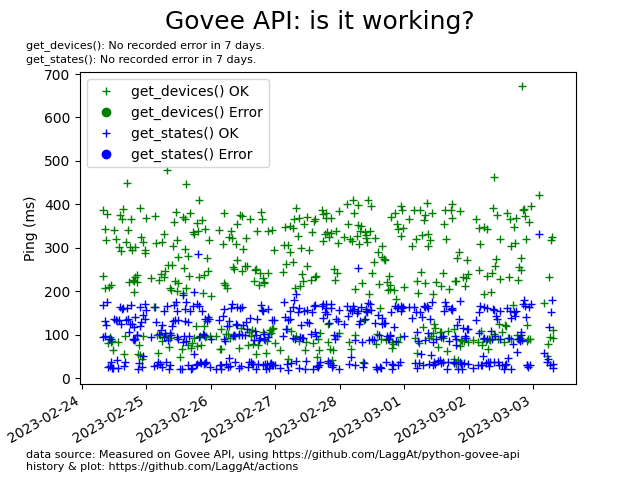 Govee API: is it working?
get_devices(): No recorded error in 7 days.
get_states(): No recorded error in 7 days.
get_devices() OK
get_devices() Error
get_states() OK
get_states() Error
Ping (ms)
700
600
500
400
300
200
100
0
2023-02-24
2023-02-25
2023-02-26
2023-02-27
2023-02-28
2023-03-01
2023-03-02
2023-03-03
data source: Measured on Govee API, using https://github.com/LaggAt/python-govee-api
history & plot: https://github.com/LaggAt/actions